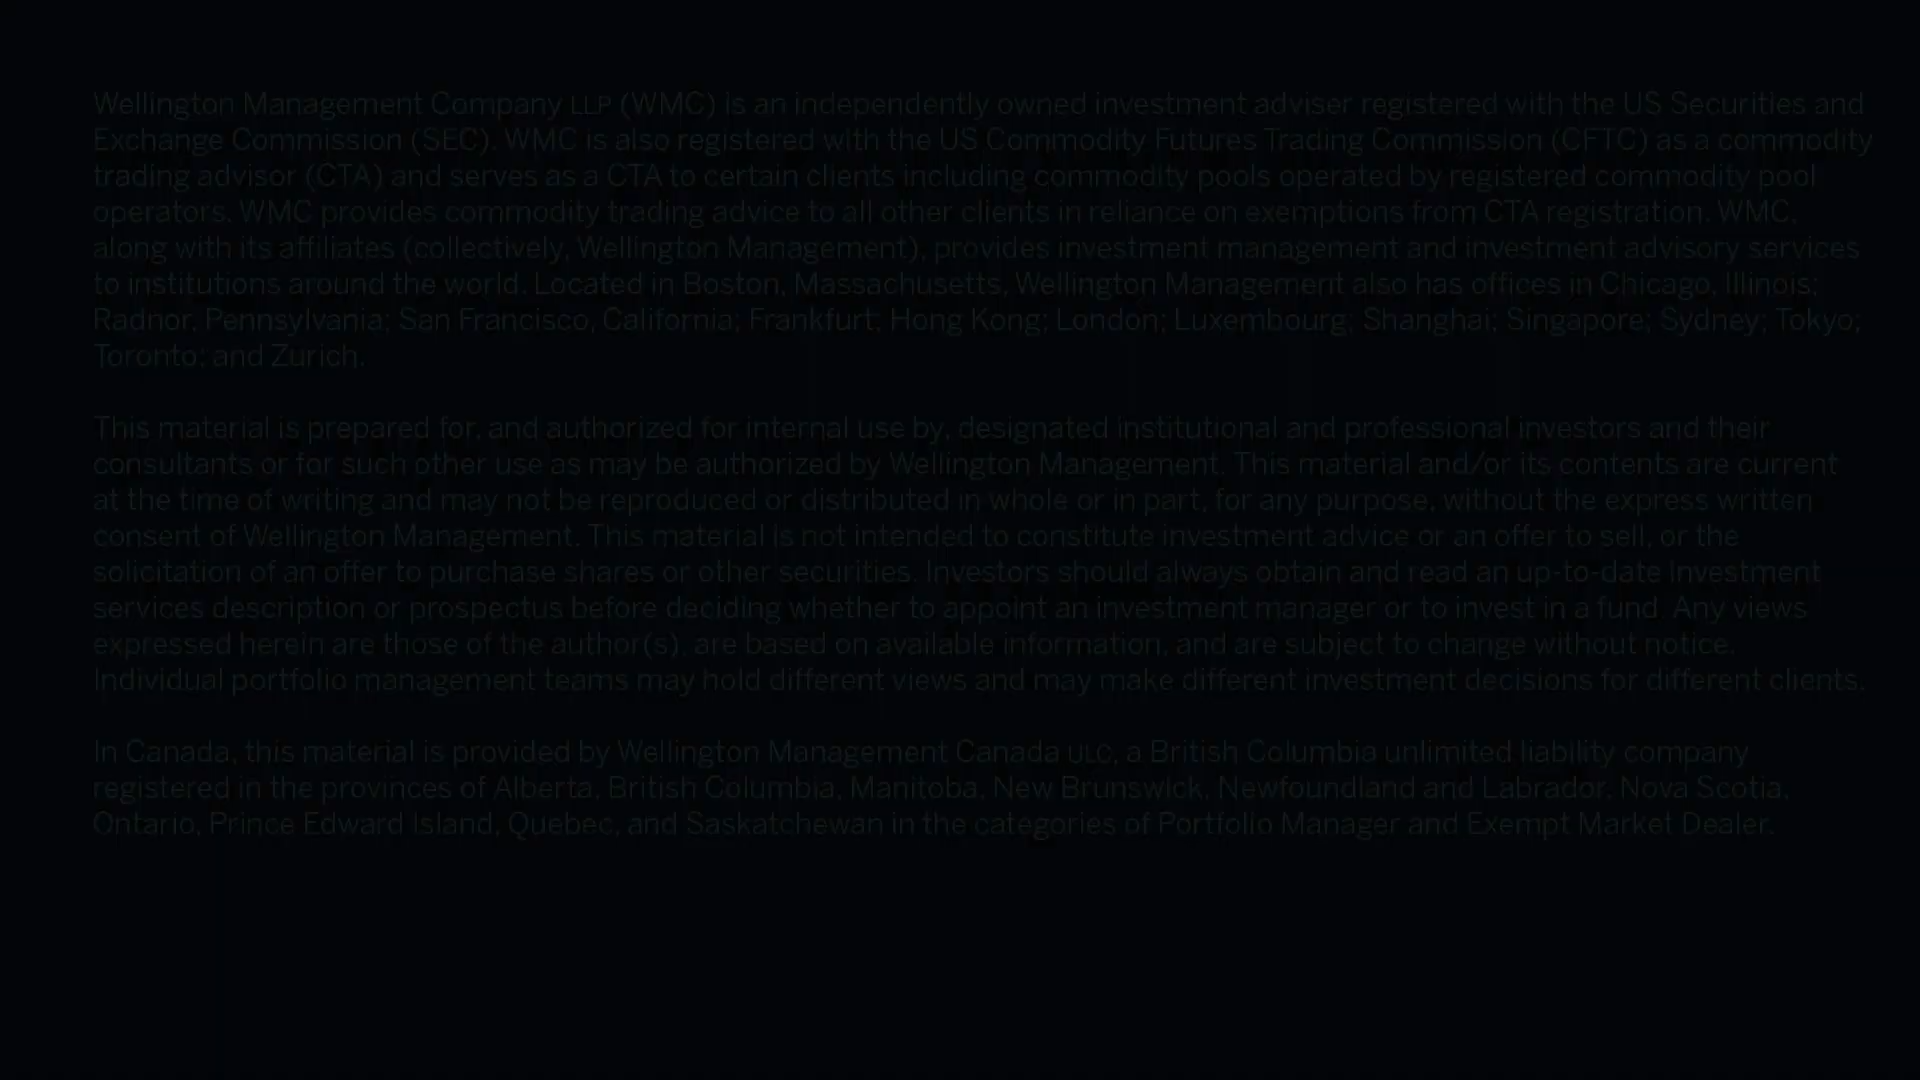 Wellington Management Company LLP (WMC) is an independently owned investment adviser registered with the US Securities and
Exchange Commission (SEC). WMC is also registered with the US Commodity Futures Trading Commission (CFTC) as a commodity
trading advisor (CTA) and serves as a CTA to certain clients including commodity pools operated by registered commodity pool
operators. WMC provides commodity trading advice to all other clients in reliance on exemptions from CTA registration. WMC,
along with its affiliates (collectively, Wellington Management), provides investment management and investment advisory services
to institutions around the world. Located in Boston, Massachusetts, Wellington Management also has offices in Chicago, Illinois;
Radnor, Pennsylvania; San Francisco, California; Frankfurt; Hong Kong; London; Luxembourg; Shanghai; Singapore; Sydney; Tokyo;
Toronto; and Zurich.
This material is prepared for, and authorized for internal use by, designated institutional and professional investors and their
consultants or for such other use as may be authorized by Wellington Management. This material and/or its contents are current
at the time of writing and may not be reproduced or distributed in whole or in part, for any purpose, without the express written
consent of Wellington Management. This material is not intended to constitute investment advice or an offer to sell, or the
solicitation of an offer to purchase shares or other securities. Investors should always obtain and read an up-to-date investment
services description or prospectus before deciding whether to appoint an investment manager or to invest in a fund. Any views
expressed herein are those of the author(s), are based on available information, and are subject to change without notice.
Individual portfolio management teams may hold different views and may make different investment decisions for different clients.
In Canada, this material is provided by Wellington Management Canada ULC, a British Columbia unlimited liability company
registered in the provinces of Alberta, British Columbia, Manitoba, New Brunswick, Newfoundland and Labrador, Nova Scotia,
Ontario, Prince Edward Island, Quebec, and Saskatchewan in the categories of Portfolio Manager and Exempt Market Dealer.